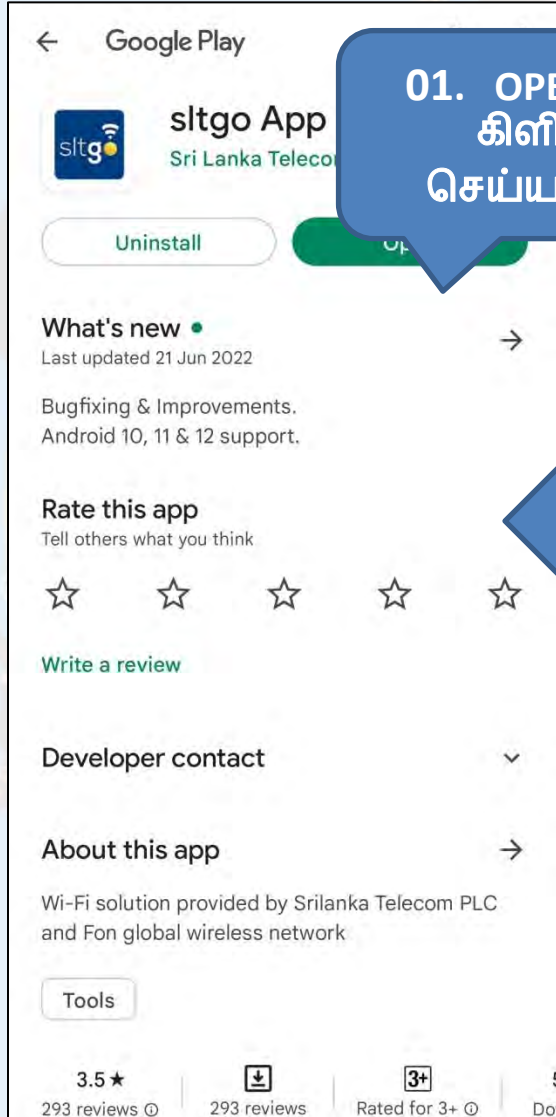 Google Play
01. OPE
கிளி
செய்ய
sltgo
sltgo App
Sri Lanka Teleco
Uninstall
Op
What's new
Last updated 21 Jun 2022
Bugfixing & Improvements.
Android 10, 11 & 12 support.
Rate this app
Tell others what you think
Write a review
Developer contact
About this app
Wi-Fi solution provided by Srilanka Telecom PLC
and Fon global wireless network
Tools
3.5★ 3+ 5
293 reviews 293 reviews Rated for 3+ Do